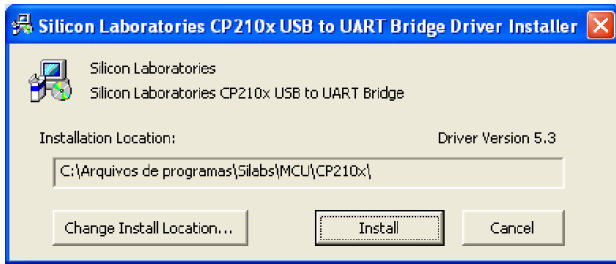 Silicon Laboratories CP210x USB to UART Bridge Driver Installer
Silicon Laboratories
Silicon Laboratories CP210x USB to UART Bridge
Installation Location: Driver Version 5.3
C:\Arquivos de programas\Silabs\MCU\CP210x\
Change Install Location... Install Cancel